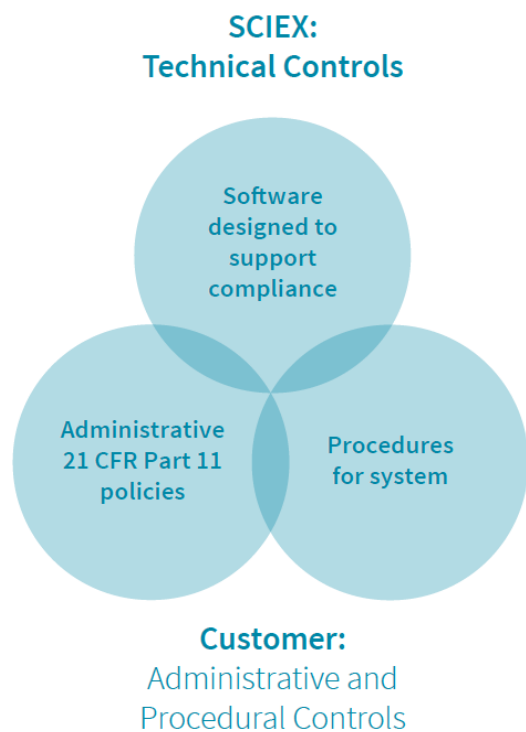 SCIEX:
Technical Controls
Software
designed to
support
compliance
Administrative
21 CFR Part 11
policies
Procedures
for system
Customer:
Administrative and
Procedural Controls